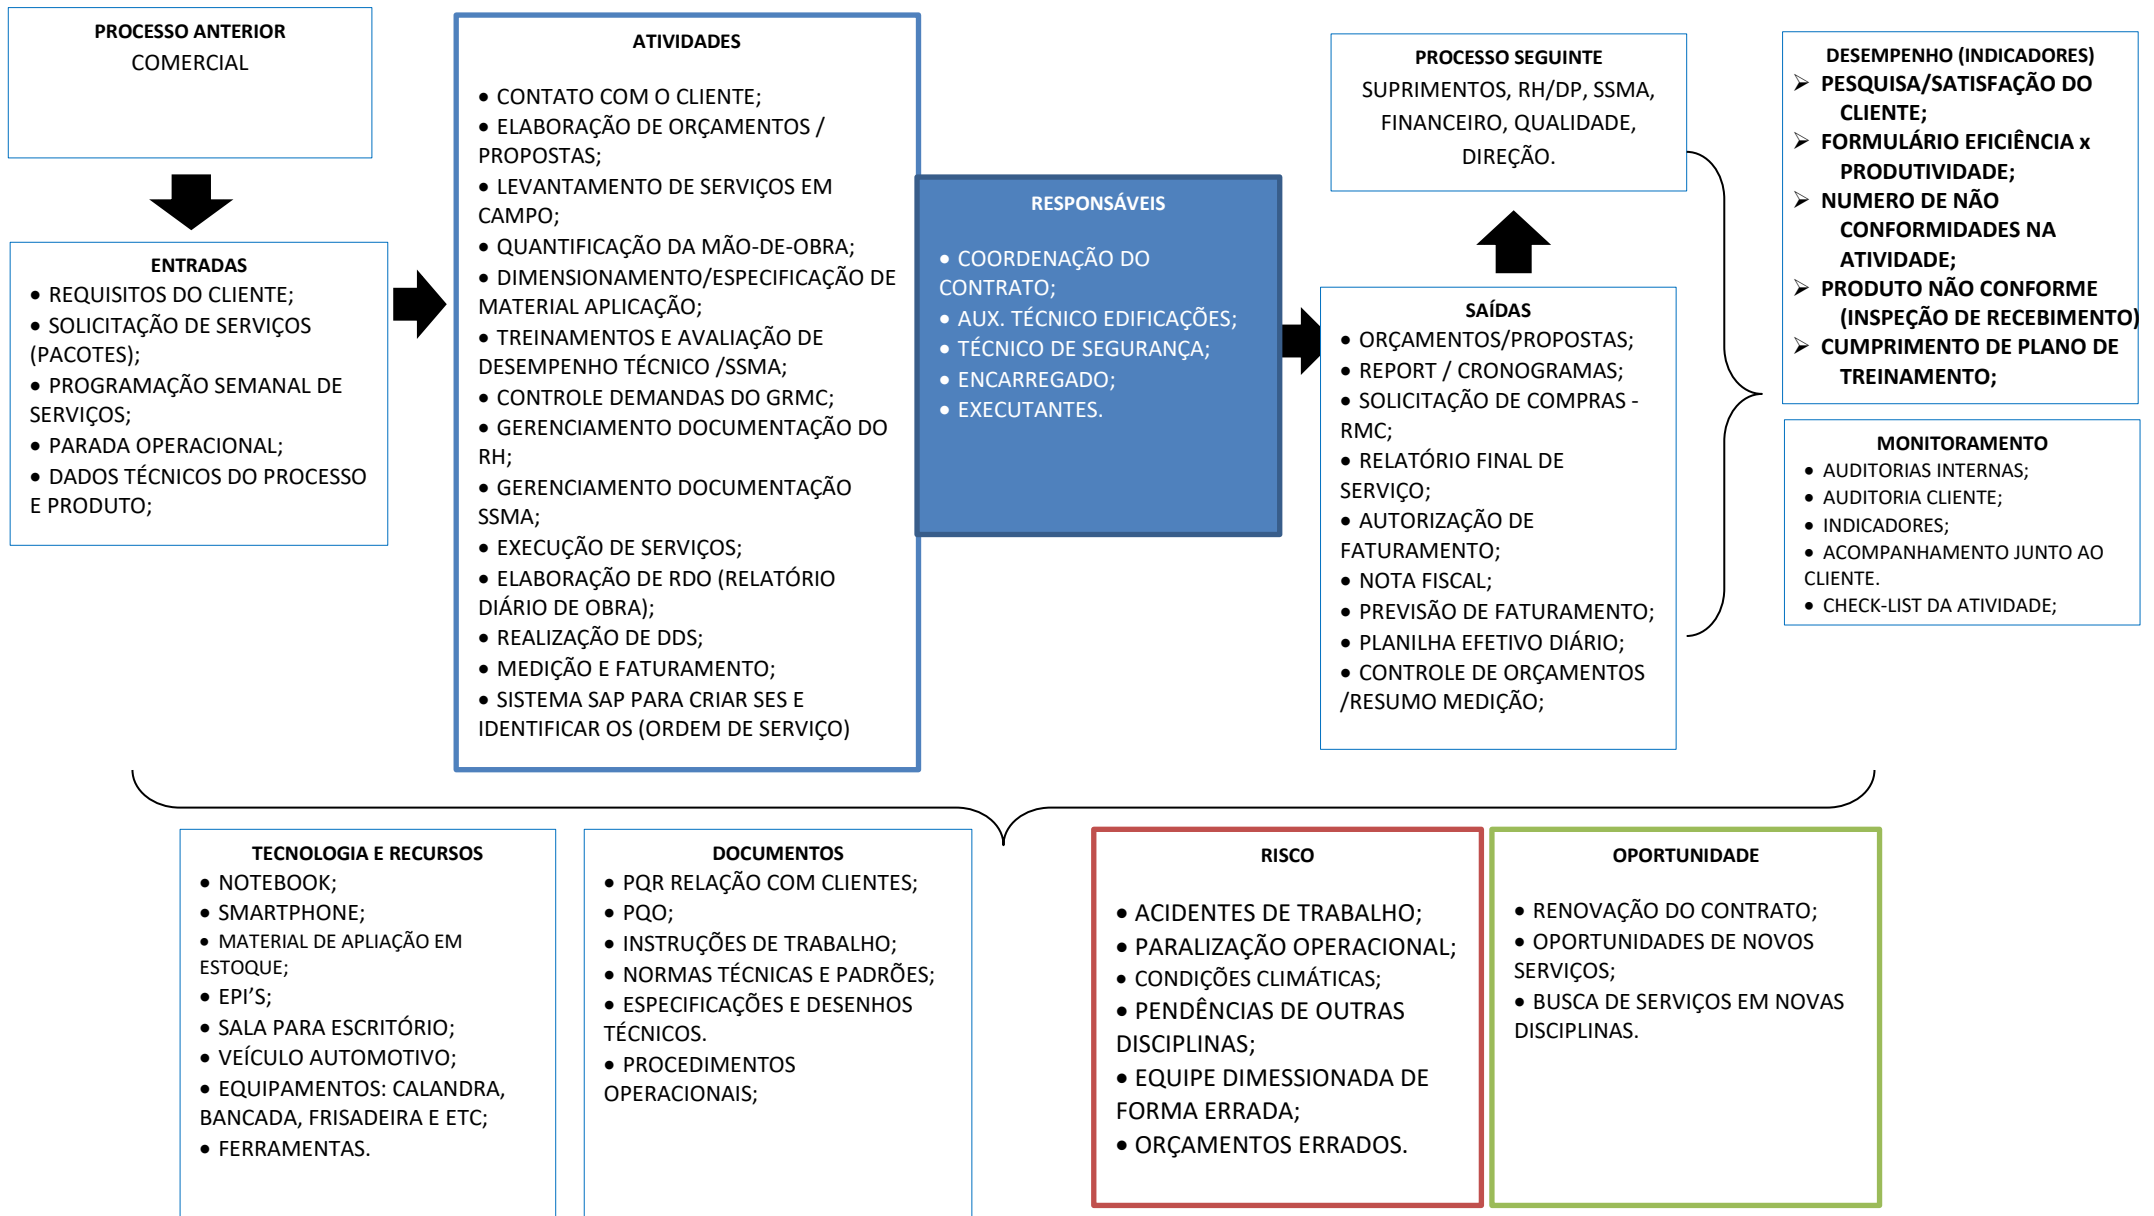 PROCESSO ANTERIOR
COMERCIAL
ENTRADAS
• REQUISITOS DO CLIENTE;
• SOLICITAÇÃO DE SERVIÇOS
(PACOTES);
• PROGRAMAÇÃO SEMANAL DE
SERVIÇOS;
• PARADA OPERACIONAL;
• DADOS TÉCNICOS DO PROCESSO
E PRODUTO;
ATIVIDADES
• CONTATO COM O CLIENTE;
• ELABORAÇÃO DE ORÇAMENTOS /
PROPOSTAS;
• LEVANTAMENTO DE SERVIÇOS EM
CAMPO;
• QUANTIFICAÇÃO DA MÃO-DE-OBRA;
• DIMENSIONAMENTO/ESPECIFICAÇÃO DE
MATERIAL APLICAÇÃO;
• TREINAMENTOS E AVALIAÇÃO DE
DESEMPENHO TÉCNICO /SSMA;
• CONTROLE DEMANDAS DO GRMC;
• GERENCIAMENTO DOCUMENTAÇÃO DO
RH;
• GERENCIAMENTO DOCUMENTAÇÃO
SSMA;
• EXECUÇÃO DE SERVIÇOS;
• ELABORAÇÃO DE RDO (RELATÓRIO
DIÁRIO DE OBRA);
• REALIZAÇÃO DE DDS;
• MEDIÇÃO E FATURAMENTO;
• SISTEMA SAP PARA CRIAR SES E
IDENTIFICAR OS (ORDEM DE SERVIÇO)
RESPONSÁVEIS
• COORDENAÇÃO DO
CONTRATO;
• AUX. TÉCNICO EDIFICAÇÕES;
• TÉCNICO DE SEGURANÇA;
• ENCARREGADO;
• EXECUTANTES.
PROCESSO SEGUINTE
SUPRIMENTOS, RH/DP, SSMA,
FINANCEIRO, QUALIDADE,
DIREÇÃO.
SAÍDAS
• ORÇAMENTOS/PROPOSTAS;
• REPORT / CRONOGRAMAS;
• SOLICITAÇÃO DE COMPRAS -
RMC;
• RELATÓRIO FINAL DE
SERVIÇO;
• AUTORIZAÇÃO DE
FATURAMENTO;
• NOTA FISCAL;
• PREVISÃO DE FATURAMENTO;
• PLANILHA EFETIVO DIÁRIO;
• CONTROLE DE ORÇAMENTOS
/RESUMO MEDIÇÃO;
DESEMPENHO (INDICADORES)
➢ PESQUISA/SATISFAÇÃO DO
CLIENTE;
➢ FORMULÁRIO EFICIÊNCIA x
PRODUTIVIDADE;
➢ NUMERO DE NÃO
CONFORMIDADES NA
ATIVIDADE;
➢ PRODUTO NÃO CONFORME
(INSPEÇÃO DE RECEBIMENTO)
➢ CUMPRIMENTO DE PLANO DE
TREINAMENTO;
MONITORAMENTO
• AUDITORIAS INTERNAS;
• AUDITORIA CLIENTE;
• INDICADORES;
• ACOMPANHAMENTO JUNTO AO
CLIENTE.
• CHECK-LIST DA ATIVIDADE;
TECNOLOGIA E RECURSOS
• NOTEBOOK;
• SMARTPHONE;
• MATERIAL DE APLIAÇÃO EM
ESTOQUE;
• EPI’S;
• SALA PARA ESCRITÓRIO;
• VEÍCULO AUTOMOTIVO;
• EQUIPAMENTOS: CALANDRA,
BANCADA, FRISADEIRA E ETC;
• FERRAMENTAS.
DOCUMENTOS
• PQR RELAÇÃO COM CLIENTES;
• PQO;
• INSTRUÇÕES DE TRABALHO;
• NORMAS TÉCNICAS E PADRÕES;
• ESPECIFICAÇÕES E DESENHOS
TÉCNICOS.
• PROCEDIMENTOS
OPERACIONAIS;
RISCO
• ACIDENTES DE TRABALHO;
• PARALIZAÇÃO OPERACIONAL;
• CONDIÇÕES CLIMÁTICAS;
• PENDÊNCIAS DE OUTRAS
DISCIPLINAS;
• EQUIPE DIMESSIONADA DE
FORMA ERRADA;
• ORÇAMENTOS ERRADOS.
OPORTUNIDADE
• RENOVAÇÃO DO CONTRATO;
• OPORTUNIDADES DE NOVOS
SERVIÇOS;
• BUSCA DE SERVIÇOS EM NOVAS
DISCIPLINAS.